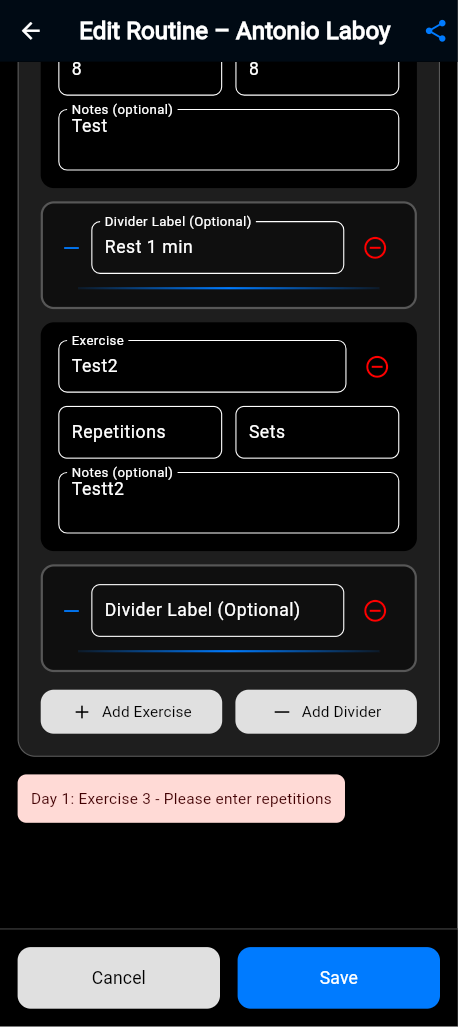 Edit Routine – Antonio Laboy
8 8
Notes (optional)
Test
Divider Label (Optional)
Rest 1 min
Exercise
Test2
Repetitions Sets
Notes (optional)
Testt2
Divider Label (Optional)
Add Exercise Add Divider
Day 1: Exercise 3 - Please enter repetitions
Cancel Save